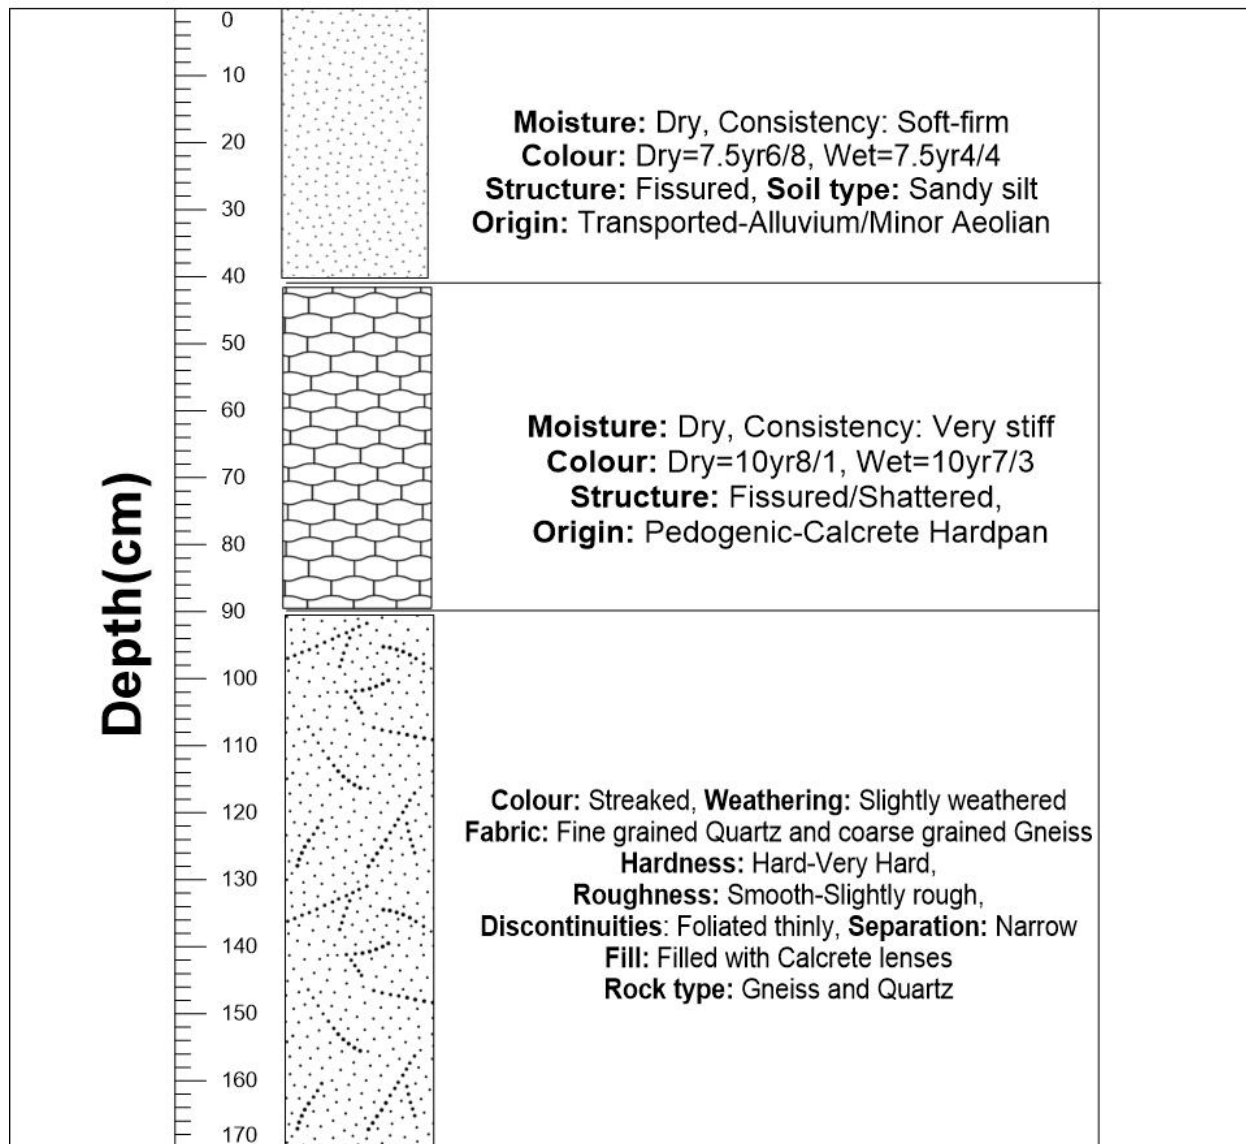 Depth(cm)
0
10
20
30
40
50
60
70
80
90
100
110
120
130
140
150
160
170
Moisture: Dry, Consistency: Soft-firm
Colour: Dry=7.5yr6/8, Wet=7.5yr4/4
Structure: Fissured, Soil type: Sandy silt
Origin: Transported-Alluvium/Minor Aeolian
Moisture: Dry, Consistency: Very stiff
Colour: Dry=10yr8/1, Wet=10yr7/3
Structure: Fissured/Shattered,
Origin: Pedogenic-Calcrete Hardpan
Colour: Streaked, Weathering: Slightly weathered
Fabric: Fine grained Quartz and coarse grained Gneiss
Hardness: Hard-Very Hard,
Roughness: Smooth-Slightly rough,
Discontinuities: Foliated thinly, Separation: Narrow
Fill: Filled with Calcrete lenses
Rock type: Gneiss and Quartz